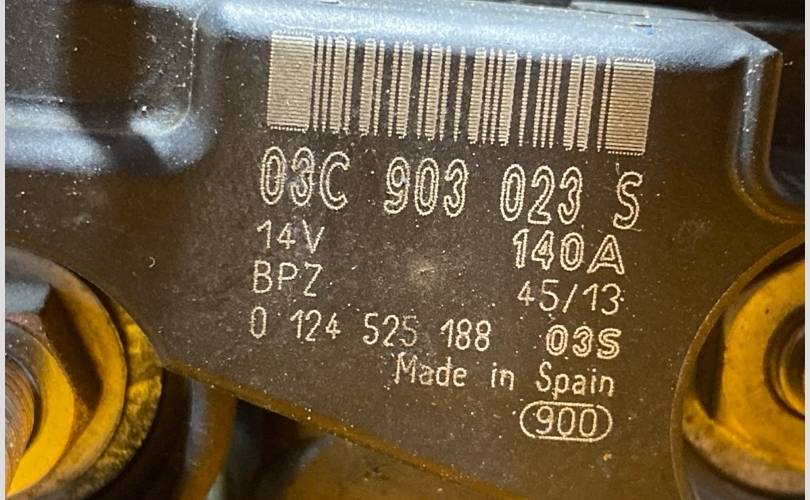 03C 903 023 S
14V 140A
BPZ 45/13
0 124 525 188 03S
Made in Spain
900